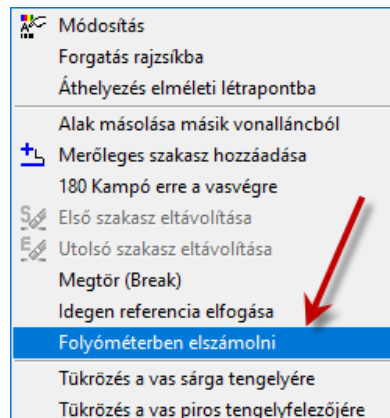 Módosítás
Forgatás rajzsíkba
Áthelyezés elméleti létrapontba
Alak másolása másik vonalláncból
Merőleges szakasz hozzáadása
180 Kampó erre a vasvégre
Első szakasz eltávolítása
Utolsó szakasz eltávolítása
Megtör (Break)
Idegen referencia elfogása
Folyóméterben elszámolni
Tükrözés a vas sárga tengelyére
Tükrözés a vas piros tengelyfelezőjére